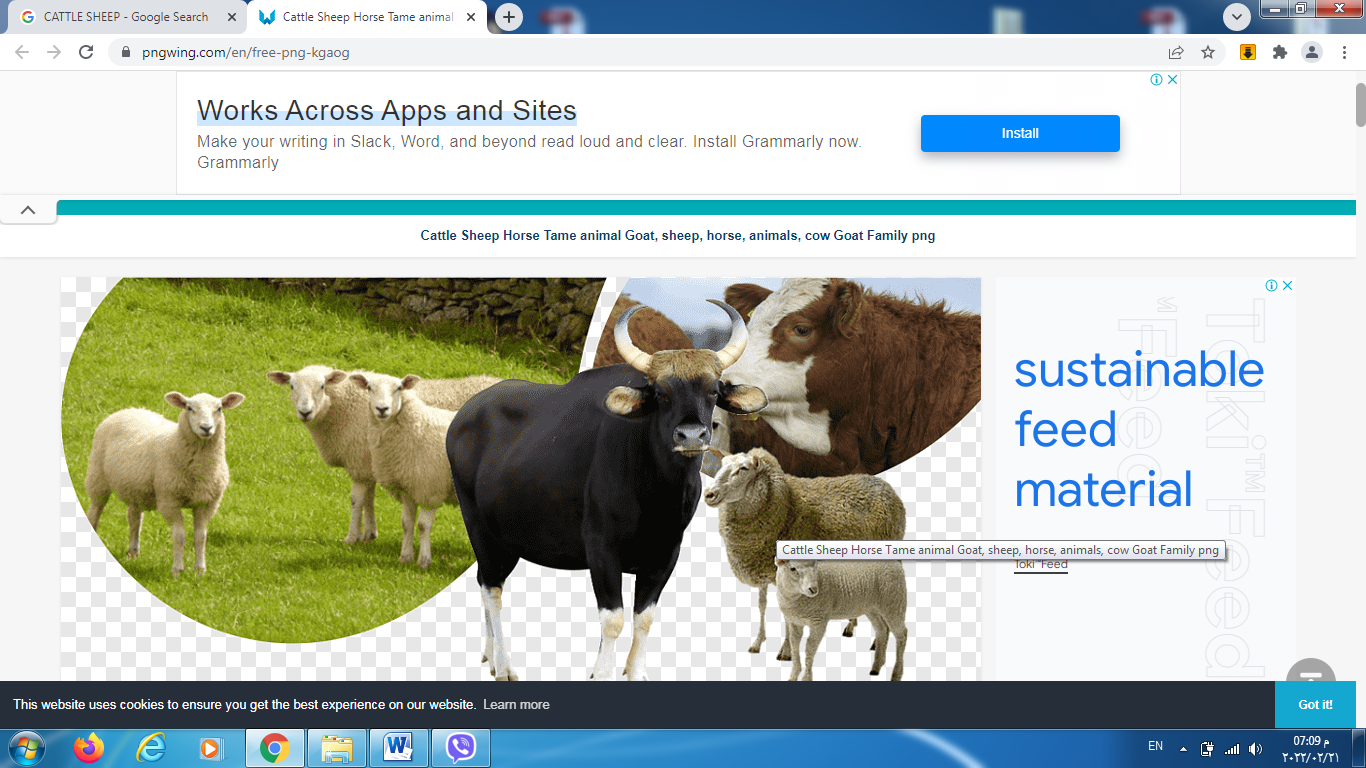 CATTLE SHEEP - Google Search
Cattle Sheep Horse Tame animal
pngwing.com/en/free-png-kgaog
Works Across Apps and Sites
Make your writing in Slack, Word, and beyond read loud and clear. Install Grammarly now.
Grammarly
Install
Cattle Sheep Horse Tame animal Goat, sheep, horse, animals, cow Goat Family png
sustainable
feed
material
Toki™Feed
Toki™Feed
Cattle Sheep Horse Tame animal Goat, sheep, horse, animals, cow Goat Family png
This website uses cookies to ensure you get the best experience on our website. Learn more
Got it!
EN
07:09 م
٢٠٢٢/٠٢/٢١